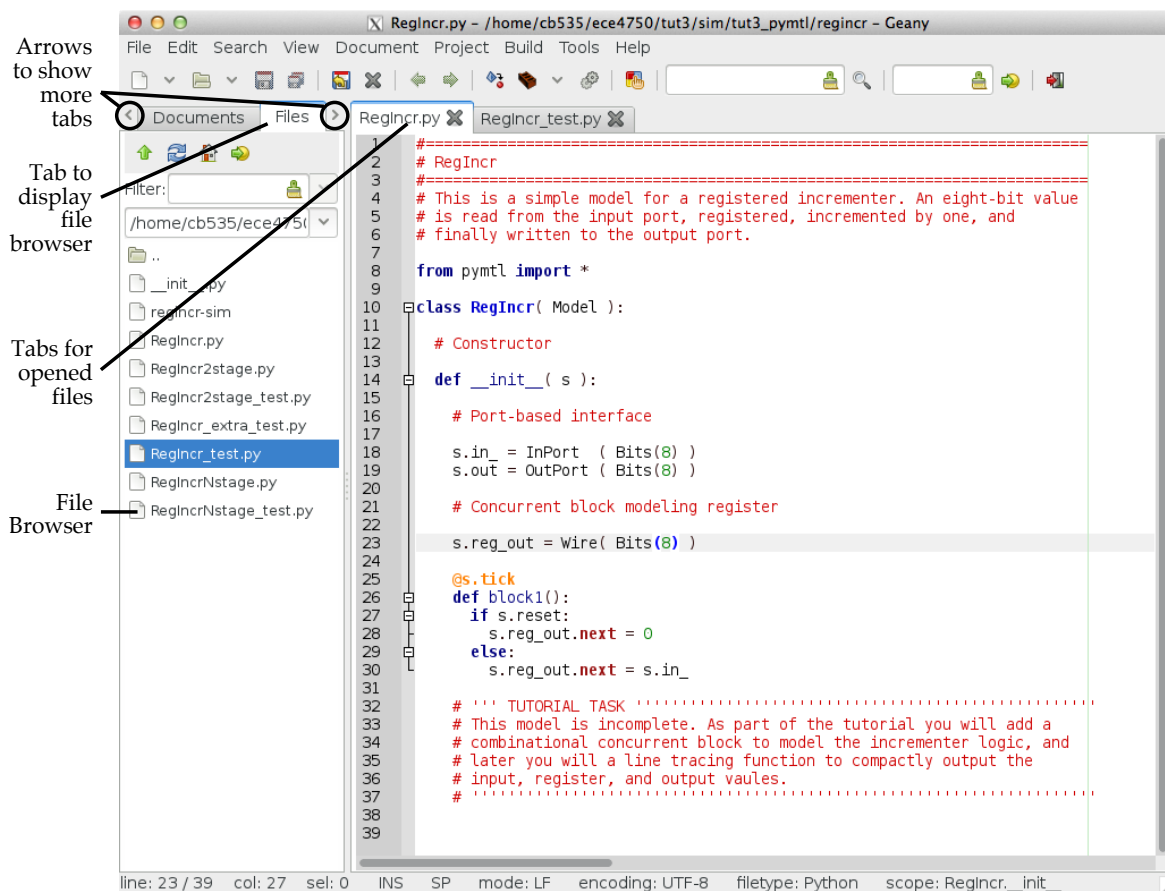 RegIncr.py – /home/cb535/ece4750/tut3/sim/tut3_pymtl/regincr – Geany
File Edit Search View Document Project Build Tools Help
Arrows
to show
more
tabs
Documents Files
RegIncr.py RegIncr_test.py
Tab to
display
file
browser
Filter:
/home/cb535/ece4750/
..
__init__.py
regincr-sim
RegIncr.py
RegIncr2stage.py
RegIncr2stage_test.py
RegIncr_extra_test.py
RegIncr_test.py
RegIncrNstage.py
RegIncrNstage_test.py
Tabs for
opened
files
File
Browser
1 #=========================================================================
2 # RegIncr
3 #=========================================================================
4 # This is a simple model for a registered incrementer. An eight-bit value
5 # is read from the input port, registered, incremented by one, and
6 # finally written to the output port.
7
8 from pymtl import *
9
10 class RegIncr( Model ):
11
12   # Constructor
13
14   def __init__( s ):
15
16     # Port-based interface
17
18     s.in_ = InPort  ( Bits(8) )
19     s.out = OutPort ( Bits(8) )
20
21     # Concurrent block modeling register
22
23     s.reg_out = Wire( Bits(8) )
24
25     @s.tick
26     def block1():
27       if s.reset:
28         s.reg_out.next = 0
29       else:
30         s.reg_out.next = s.in_
31
32     # ''' TUTORIAL TASK '''''''''''''''''''''''''''''''''''''''''''''''''''
33     # This model is incomplete. As part of the tutorial you will add a
34     # combinational concurrent block to model the incrementer logic, and
35     # later you will a line tracing function to compactly output the
36     # input, register, and output vaules.
37     # '''''''''''''''''''''''''''''''''''''''''''''''''''''''''''''''''''''
38
39
line: 23 / 39 col: 27 sel: 0 INS SP mode: LF encoding: UTF-8 filetype: Python scope: RegIncr.__init__